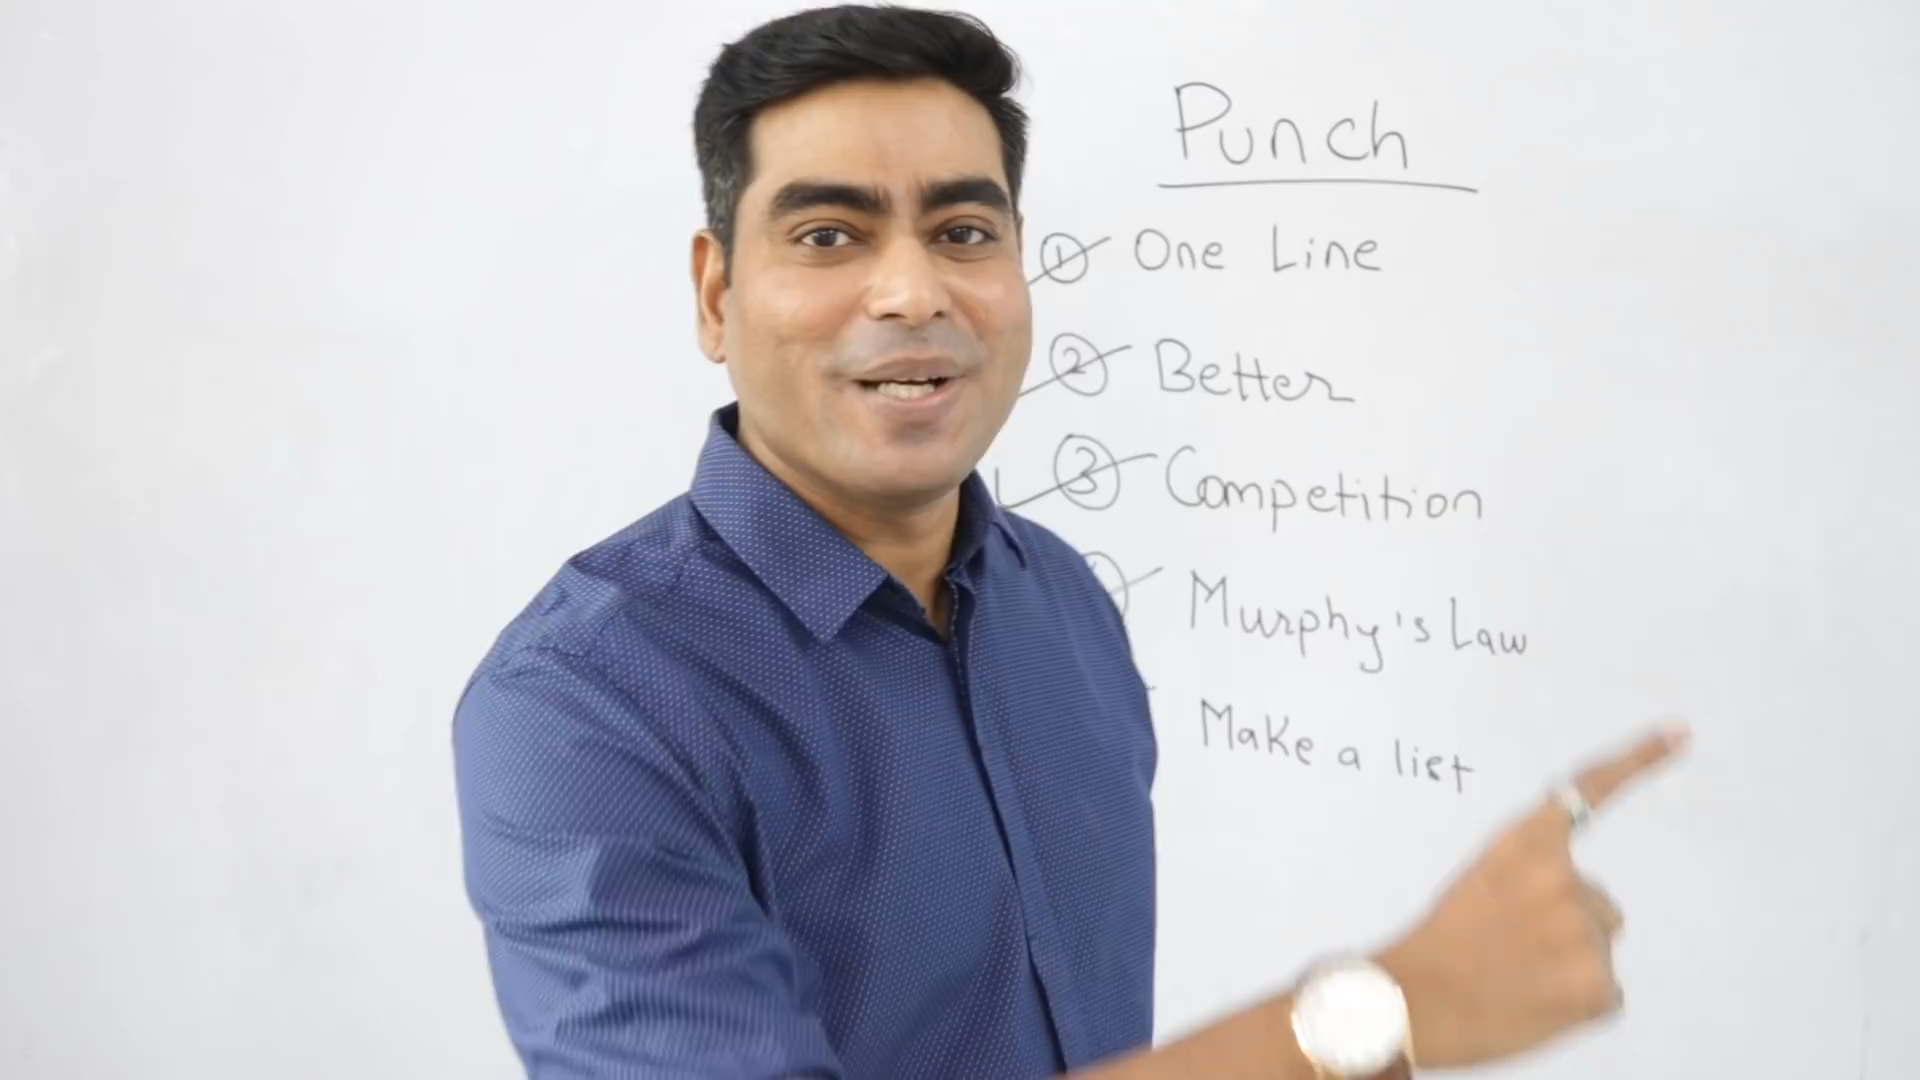 Punch
① One Line
② Better
③ Competition
Murphy's Law
Make a list